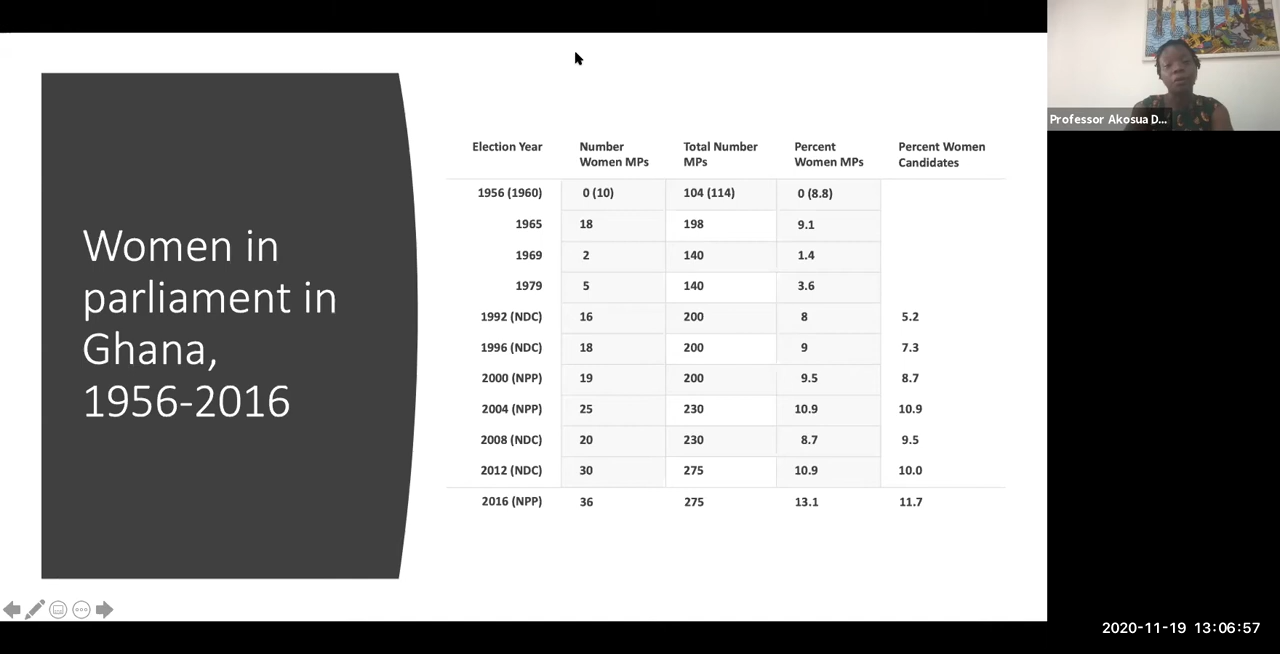 Women in
parliament in
Ghana,
1956-2016
Election Year Number Women MPs Total Number MPs Percent Women MPs Percent Women Candidates
1956 (1960) 0 (10) 104 (114) 0 (8.8)
1965 18 198 9.1
1969 2 140 1.4
1979 5 140 3.6
1992 (NDC) 16 200 8 5.2
1996 (NDC) 18 200 9 7.3
2000 (NPP) 19 200 9.5 8.7
2004 (NPP) 25 230 10.9 10.9
2008 (NDC) 20 230 8.7 9.5
2012 (NDC) 30 275 10.9 10.0
2016 (NPP) 36 275 13.1 11.7
Professor Akosua D...
2020-11-19 13:06:57